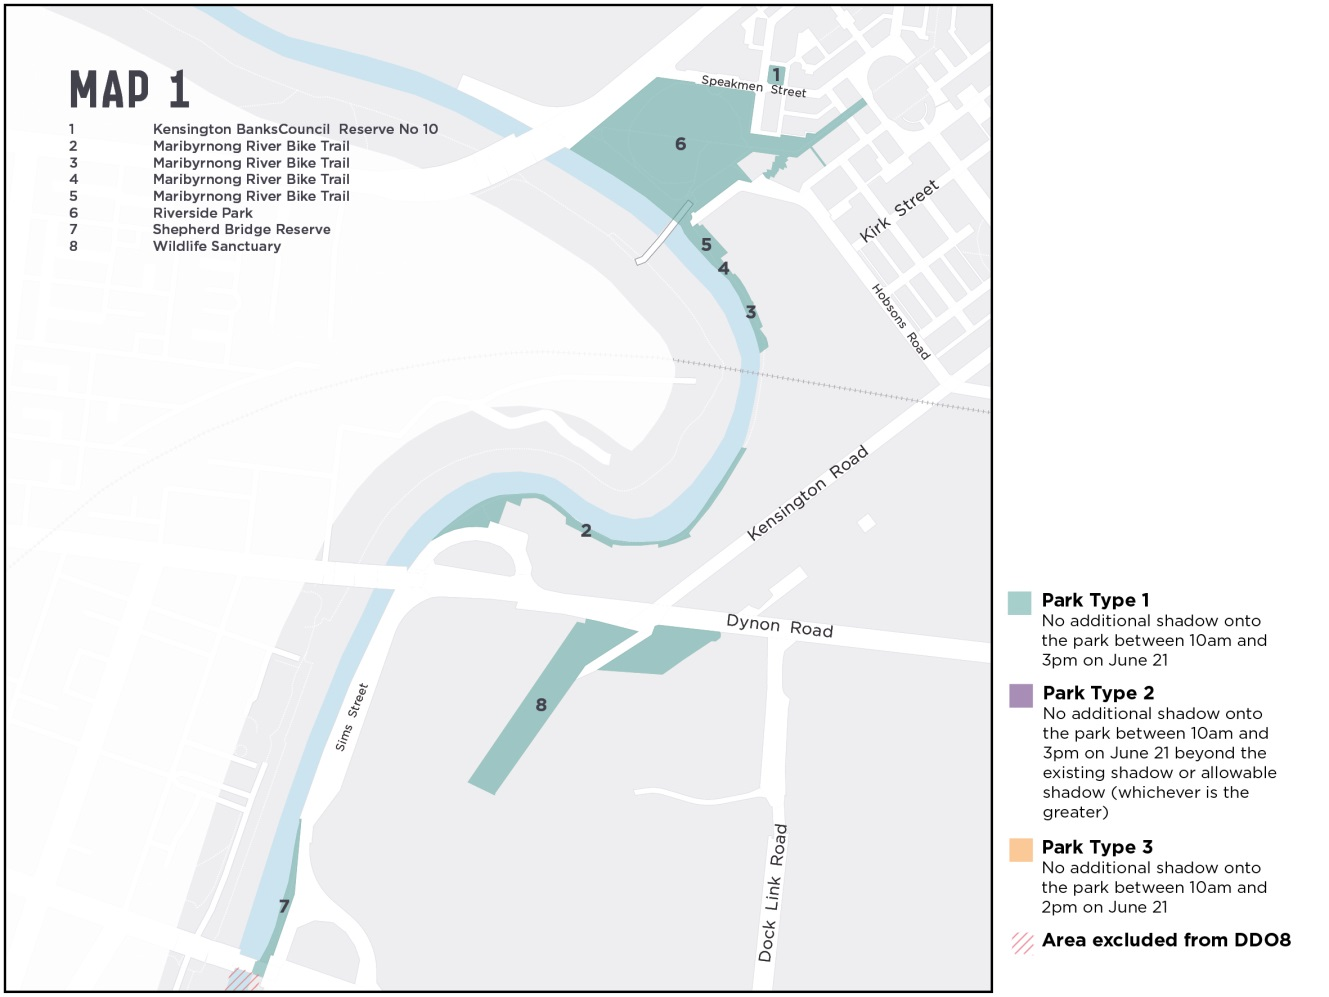 MAP 1
1 Kensington BanksCouncil Reserve No 10
2 Maribyrnong River Bike Trail
3 Maribyrnong River Bike Trail
4 Maribyrnong River Bike Trail
5 Maribyrnong River Bike Trail
6 Riverside Park
7 Shepherd Bridge Reserve
8 Wildlife Sanctuary
1
Speakmen Street
6
Kirk Street
5
4
3
Hobsons Road
Kensington Road
2
Dynon Road
8
Sims Street
Dock Link Road
7
Park Type 1
No additional shadow onto
the park between 10am and
3pm on June 21
Park Type 2
No additional shadow onto
the park between 10am and
3pm on June 21 beyond the
existing shadow or allowable
shadow (whichever is the
greater)
Park Type 3
No additional shadow onto
the park between 10am and
2pm on June 21
Area excluded from DDO8